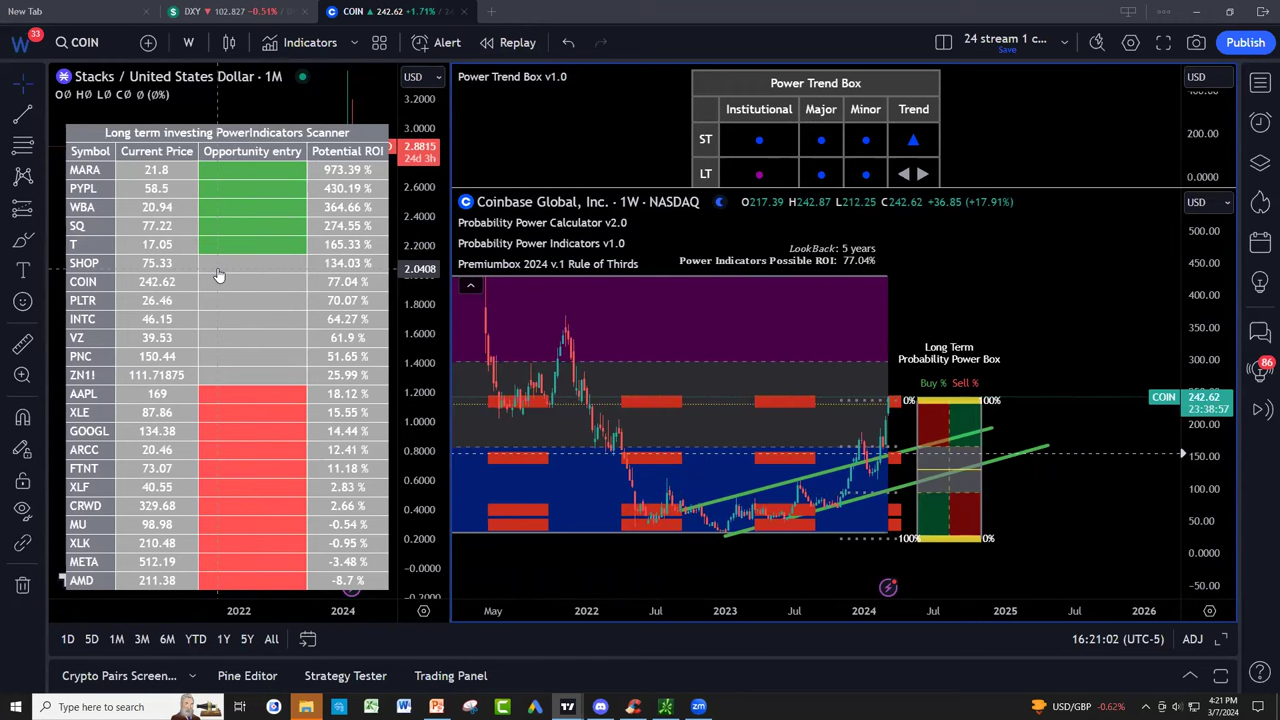 New Tab
DXY ▼ 102.827 −0.51% /
COIN ▲ 242.62 +1.71% /
33
COIN
W
Indicators
Alert
Replay
24 stream 1 c...
Save
Publish
Stacks / United States Dollar · 1M
USD
O∅ H∅ L∅ C∅ ∅ (∅%)
Long term investing PowerIndicators Scanner
Symbol Current Price Opportunity entry Potential ROI
MARA 21.8 973.39 %
PYPL 58.5 430.19 %
WBA 20.94 364.66 %
SQ 77.22 274.55 %
T 17.05 165.33 %
SHOP 75.33 134.03 %
COIN 242.62 77.04 %
PLTR 26.46 70.07 %
INTC 46.15 64.27 %
VZ 39.53 61.9 %
PNC 150.44 51.65 %
ZN1! 111.71875 25.99 %
AAPL 169 18.12 %
XLE 87.86 15.55 %
GOOGL 134.38 14.44 %
ARCC 20.46 12.41 %
FTNT 73.07 11.18 %
XLF 40.55 2.83 %
CRWD 329.68 2.66 %
MU 98.98 -0.54 %
XLK 210.48 -0.95 %
META 512.19 -3.48 %
AMD 211.38 -8.7 %
3.2000
3.0000
2.8815
24d 3h
2.6000
2.4000
2.2000
2.0408
1.8000
1.6000
1.4000
1.2000
1.0000
0.8000
0.6000
0.4000
0.2000
−0.0000
−0.2000
2022 2024
Power Trend Box v1.0
USD
Power Trend Box
Institutional Major Minor Trend
ST
LT
200.00
0.0000
Coinbase Global, Inc. · 1W · NASDAQ
O217.39 H242.87 L212.25 C242.62 +36.85 (+17.91%)
USD
Probability Power Calculator v2.0
Probability Power Indicators v1.0
Premiumbox 2024 v.1 Rule of Thirds
LookBack: 5 years
Power Indicators Possible ROI: 77.04%
Long Term
Probability Power Box
Buy % Sell %
0% 100%
100% 0%
500.00
450.00
400.00
350.00
300.00
COIN 242.62
23:38:57
200.00
150.00
100.00
50.00
0.0000
−50.00
May 2022 Jul 2023 Jul 2024 Jul 2025 Jul 2026
86
1D 5D 1M 3M 6M YTD 1Y 5Y All
16:21:02 (UTC-5) ADJ
Crypto Pairs Screen...
Pine Editor
Strategy Tester
Trading Panel
Type here to search
USD/GBP −0.62%
4:21 PM
3/7/2024